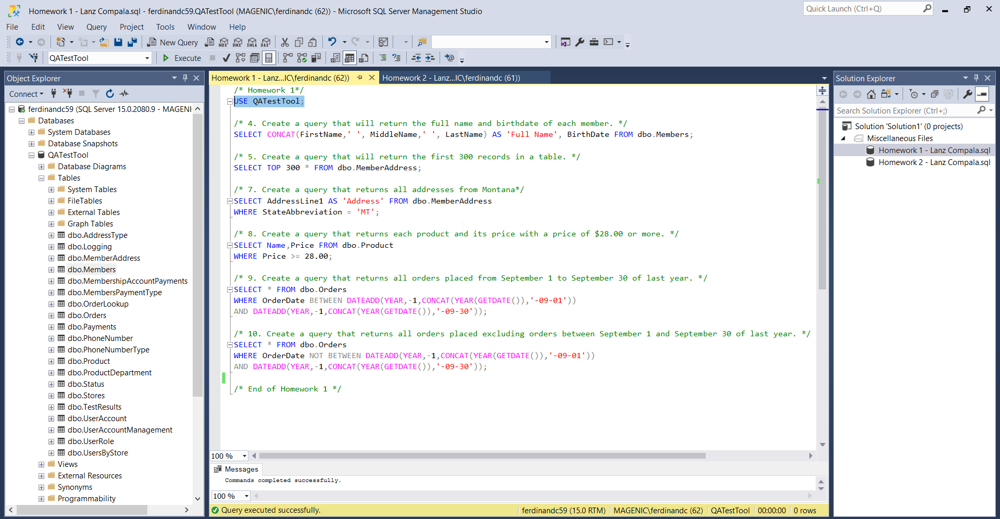 Homework 1 - Lanz Compala.sql - ferdinandc59.QATestTool (MAGENIC\ferdinandc (62)) - Microsoft SQL Server Management Studio
Quick Launch (Ctrl+Q)
File Edit View Query Project Tools Window Help
New Query MDX DMX XMLA DAX
QATestTool Execute
Object Explorer
Connect
ferdinandc59 (SQL Server 15.0.2080.9 - MAGENI
Databases
System Databases
Database Snapshots
QATestTool
Database Diagrams
Tables
System Tables
FileTables
External Tables
Graph Tables
dbo.AddressType
dbo.Logging
dbo.MemberAddress
dbo.Members
dbo.MembershipAccountPayments
dbo.MembersPaymentType
dbo.OrderLookup
dbo.Orders
dbo.Payments
dbo.PhoneNumber
dbo.PhoneNumberType
dbo.Product
dbo.ProductDepartment
dbo.Status
dbo.Stores
dbo.TestResults
dbo.UserAccount
dbo.UserAccountManagement
dbo.UserRole
dbo.UsersByStore
Views
External Resources
Synonyms
Programmability
Homework 1 - Lanz...IC\ferdinandc (62)) Homework 2 - Lanz...IC\ferdinandc (61))
/* Homework 1*/
USE QATestTool;
/* 4. Create a query that will return the full name and birthdate of each member. */
SELECT CONCAT(FirstName,' ', MiddleName,' ', LastName) AS 'Full Name', BirthDate FROM dbo.Members;
/* 5. Create a query that will return the first 300 records in a table. */
SELECT TOP 300 * FROM dbo.MemberAddress;
/* 7. Create a query that returns all addresses from Montana*/
SELECT AddressLine1 AS 'Address' FROM dbo.MemberAddress
WHERE StateAbbreviation = 'MT';
/* 8. Create a query that returns each product and its price with a price of $28.00 or more. */
SELECT Name,Price FROM dbo.Product
WHERE Price >= 28.00;
/* 9. Create a query that returns all orders placed from September 1 to September 30 of last year. */
SELECT * FROM dbo.Orders
WHERE OrderDate BETWEEN DATEADD(YEAR,-1,CONCAT(YEAR(GETDATE()),'-09-01'))
AND DATEADD(YEAR,-1,CONCAT(YEAR(GETDATE()),'-09-30'));
/* 10. Create a query that returns all orders placed excluding orders between September 1 and September 30 of last year. */
SELECT * FROM dbo.Orders
WHERE OrderDate NOT BETWEEN DATEADD(YEAR,-1,CONCAT(YEAR(GETDATE()),'-09-01'))
AND DATEADD(YEAR,-1,CONCAT(YEAR(GETDATE()),'-09-30'));
/* End of Homework 1 */
100 %
Messages
Commands completed successfully.
100 %
Query executed successfully. ferdinandc59 (15.0 RTM) MAGENIC\ferdinandc (62) QATestTool 00:00:00 0 rows
Solution Explorer
Search Solution Explorer (Ctrl+;)
Solution 'Solution1' (0 projects)
Miscellaneous Files
Homework 1 - Lanz Compala.sql
Homework 2 - Lanz Compala.sql